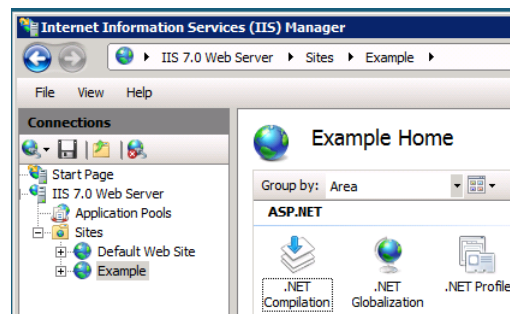 Internet Information Services (IIS) Manager
IIS 7.0 Web Server Sites Example
File View Help
Connections
Start Page
IIS 7.0 Web Server
Application Pools
Sites
Default Web Site
Example
Example Home
Group by: Area
ASP.NET
.NET Compilation
.NET Globalization
.NET Profile